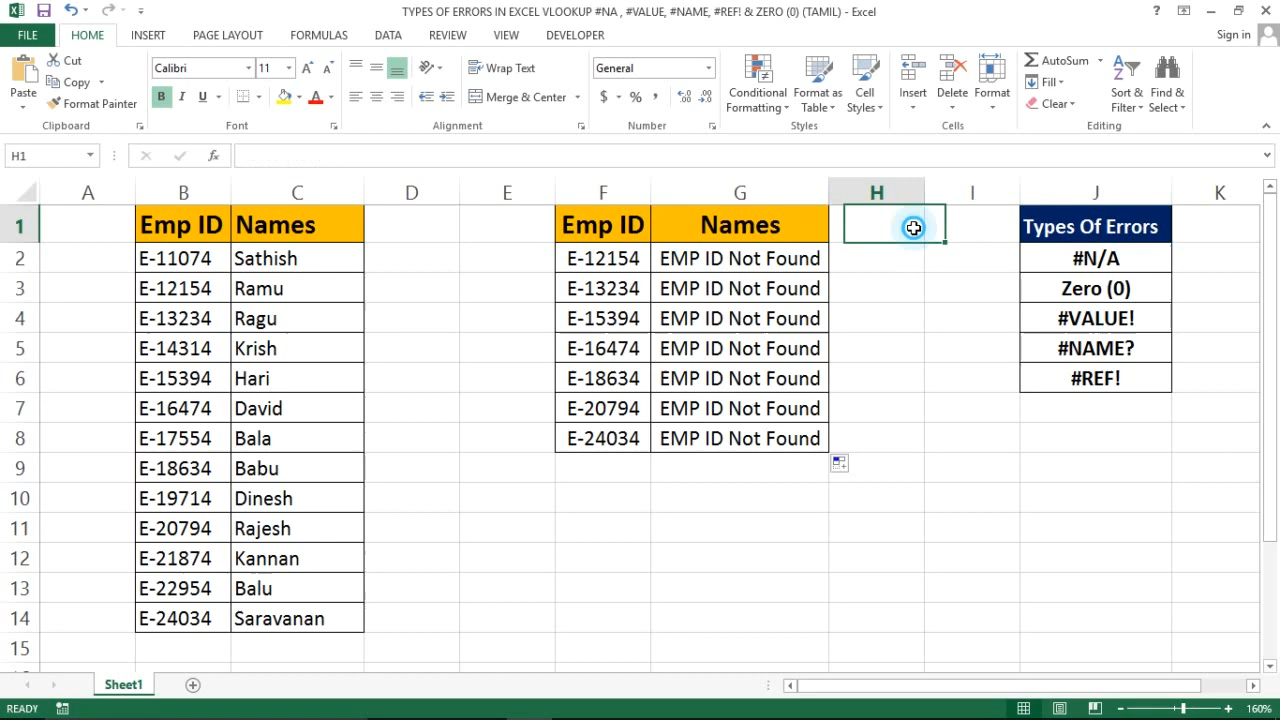 TYPES OF ERRORS IN EXCEL VLOOKUP #NA , #VALUE, #NAME, #REF! & ZERO (0) (TAMIL) - Excel
FILE HOME INSERT PAGE LAYOUT FORMULAS DATA REVIEW VIEW DEVELOPER Sign in
Paste
Cut
Copy
Format Painter
Clipboard
Calibri 11
B I U
Font
Wrap Text
Merge & Center
Alignment
General
$ % ,
Number
Conditional Formatting
Format as Table
Cell Styles
Styles
Insert Delete Format
Cells
AutoSum
Fill
Clear
Sort & Filter
Find & Select
Editing
H1 fx
A B C D E F G H I J K
1 Emp ID Names Emp ID Names Types Of Errors
2 E-11074 Sathish E-12154 EMP ID Not Found #N/A
3 E-12154 Ramu E-13234 EMP ID Not Found Zero (0)
4 E-13234 Ragu E-15394 EMP ID Not Found #VALUE!
5 E-14314 Krish E-16474 EMP ID Not Found #NAME?
6 E-15394 Hari E-18634 EMP ID Not Found #REF!
7 E-16474 David E-20794 EMP ID Not Found
8 E-17554 Bala E-24034 EMP ID Not Found
9 E-18634 Babu
10 E-19714 Dinesh
11 E-20794 Rajesh
12 E-21874 Kannan
13 E-22954 Balu
14 E-24034 Saravanan
15
Sheet1
READY 160%